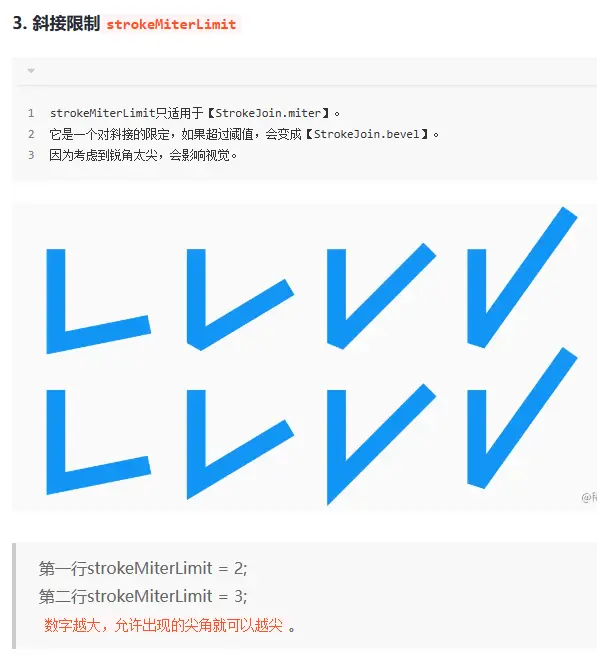 3. 斜接限制 strokeMiterLimit
1 strokeMiterLimit只适用于【StrokeJoin.miter】。
2 它是一个对斜接的限定，如果超过阈值，会变成【StrokeJoin.bevel】。
3 因为考虑到锐角太尖，会影响视觉。
第一行strokeMiterLimit = 2;
第二行strokeMiterLimit = 3;
数字越大，允许出现的尖角就可以越尖 。